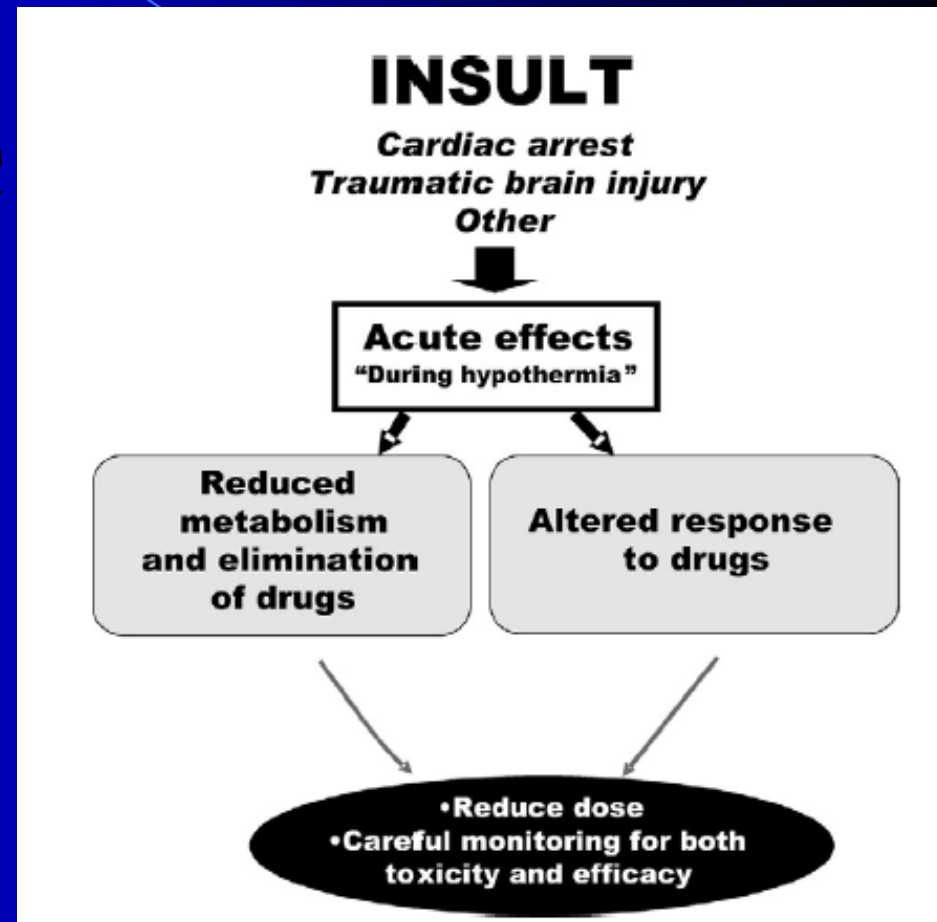 INSULT
Cardiac arrest
Traumatic brain injury
Other
Acute effects
“During hypothermia”
Reduced
metabolism
and elimination
of drugs
Altered response
to drugs
•Reduce dose
•Careful monitoring for both
toxicity and efficacy